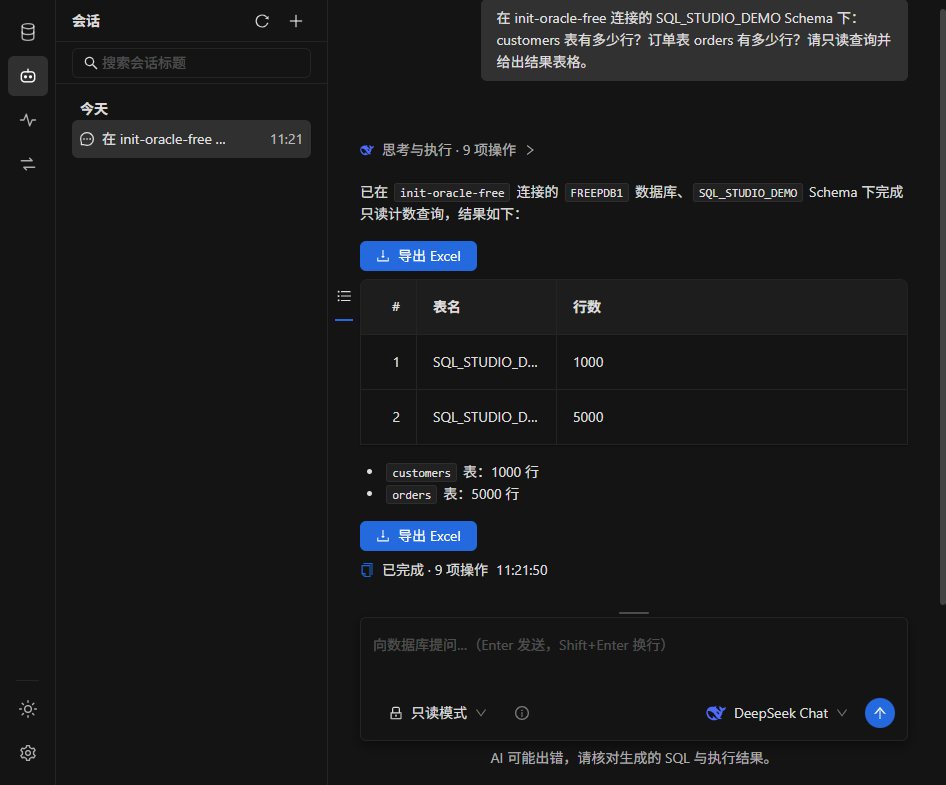 会话
搜索会话标题
今天
在 init-oracle-free ... 11:21
在 init-oracle-free 连接的 SQL_STUDIO_DEMO Schema 下：
customers 表有多少行？订单表 orders 有多少行？请只读查询并
给出结果表格。
思考与执行 · 9 项操作
已在 init-oracle-free 连接的 FREEPDB1 数据库、 SQL_STUDIO_DEMO Schema 下完成
只读计数查询，结果如下：
导出 Excel
# 表名 行数
1 SQL_STUDIO_D... 1000
2 SQL_STUDIO_D... 5000
customers 表：1000 行
orders 表：5000 行
导出 Excel
已完成 · 9 项操作 11:21:50
向数据库提问...（Enter 发送，Shift+Enter 换行）
只读模式 DeepSeek Chat
AI 可能出错，请核对生成的 SQL 与执行结果。